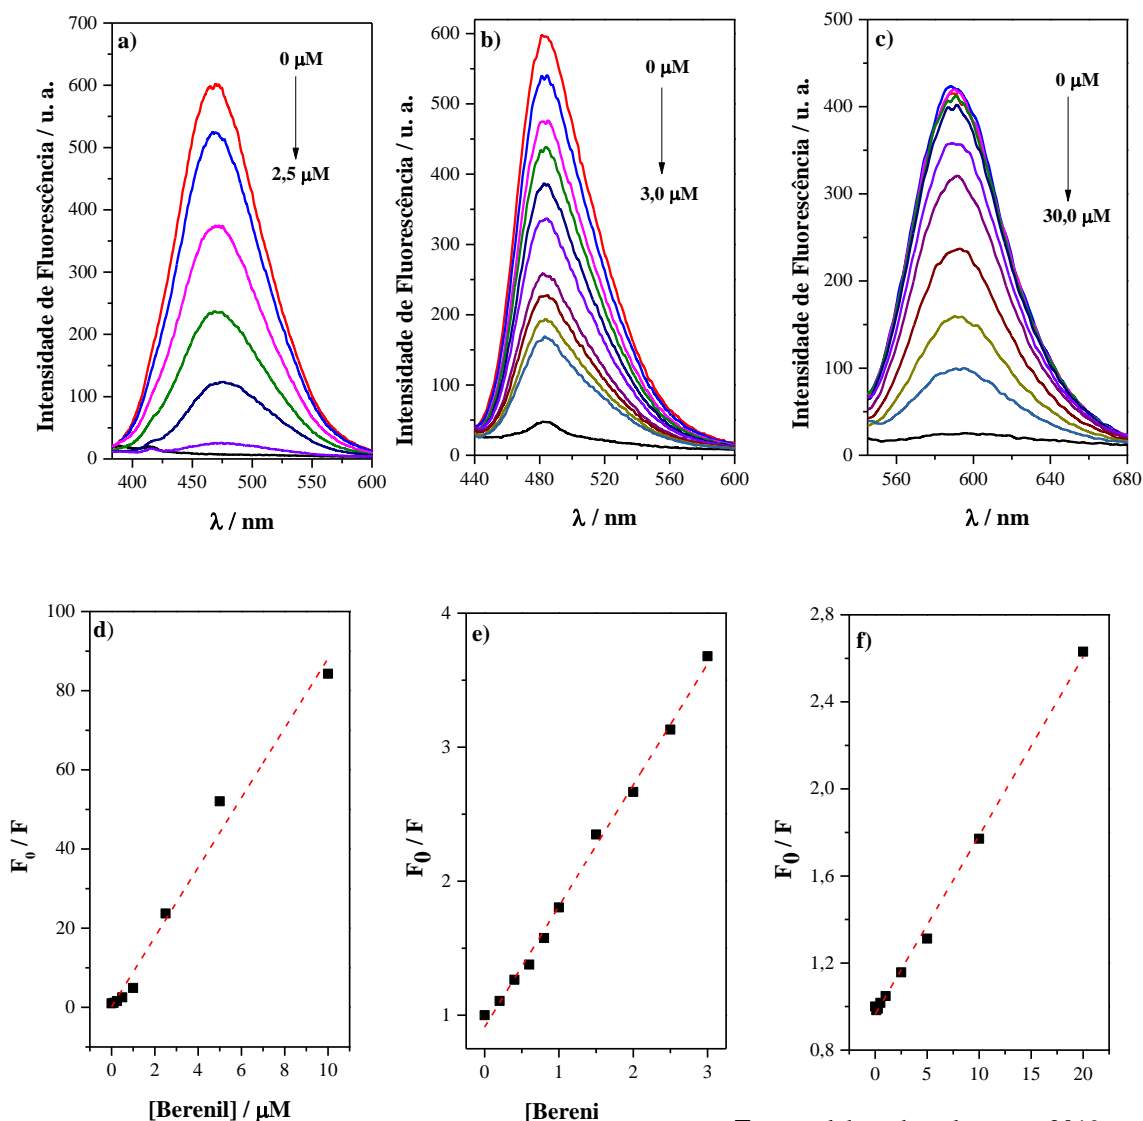 a)
0 μM
2,5 μM
700
600
500
400
300
200
100
0
400
450
500
550
600
Intensidade de Fluorescência / u. a.
λ / nm
b)
0 μM
3,0 μM
600
500
400
300
200
100
0
440
480
520
560
600
Intensidade de Fluorescência / u. a.
λ / nm
c)
0 μM
30,0 μM
500
400
300
200
100
0
560
600
640
680
Intensidade de Fluorescência / u. a.
λ / nm
d)
100
80
60
40
20
0
0
2
4
6
8
10
F0 / F
[Berenil] / μM
e)
4
3
2
1
0
1
2
3
F0 / F
[Bereni
f)
2,8
2,4
2,0
1,6
1,2
0,8
0
5
10
15
20
F0 / F